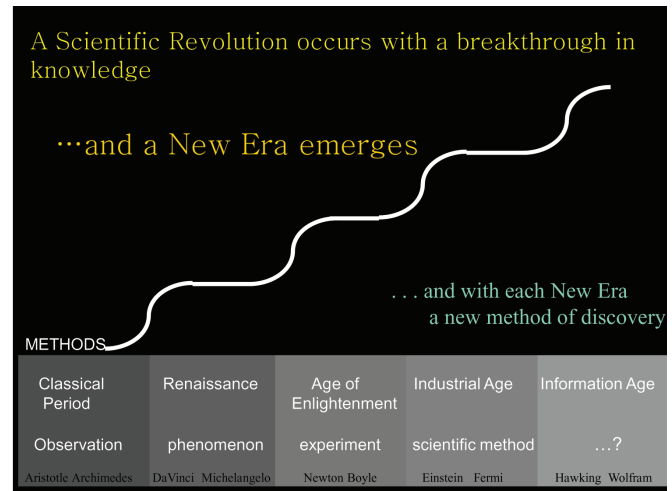 A Scientific Revolution occurs with a breakthrough in
knowledge
…and a New Era emerges
. . . and with each New Era
a new method of discovery
METHODS
Classical
Period
Renaissance
Age of
Enlightenment
Industrial Age
Information Age
Observation
phenomenon
experiment
scientific method
…?
Aristotle Archimedes
DaVinci Michelangelo
Newton Boyle
Einstein Fermi
Hawking Wolfram